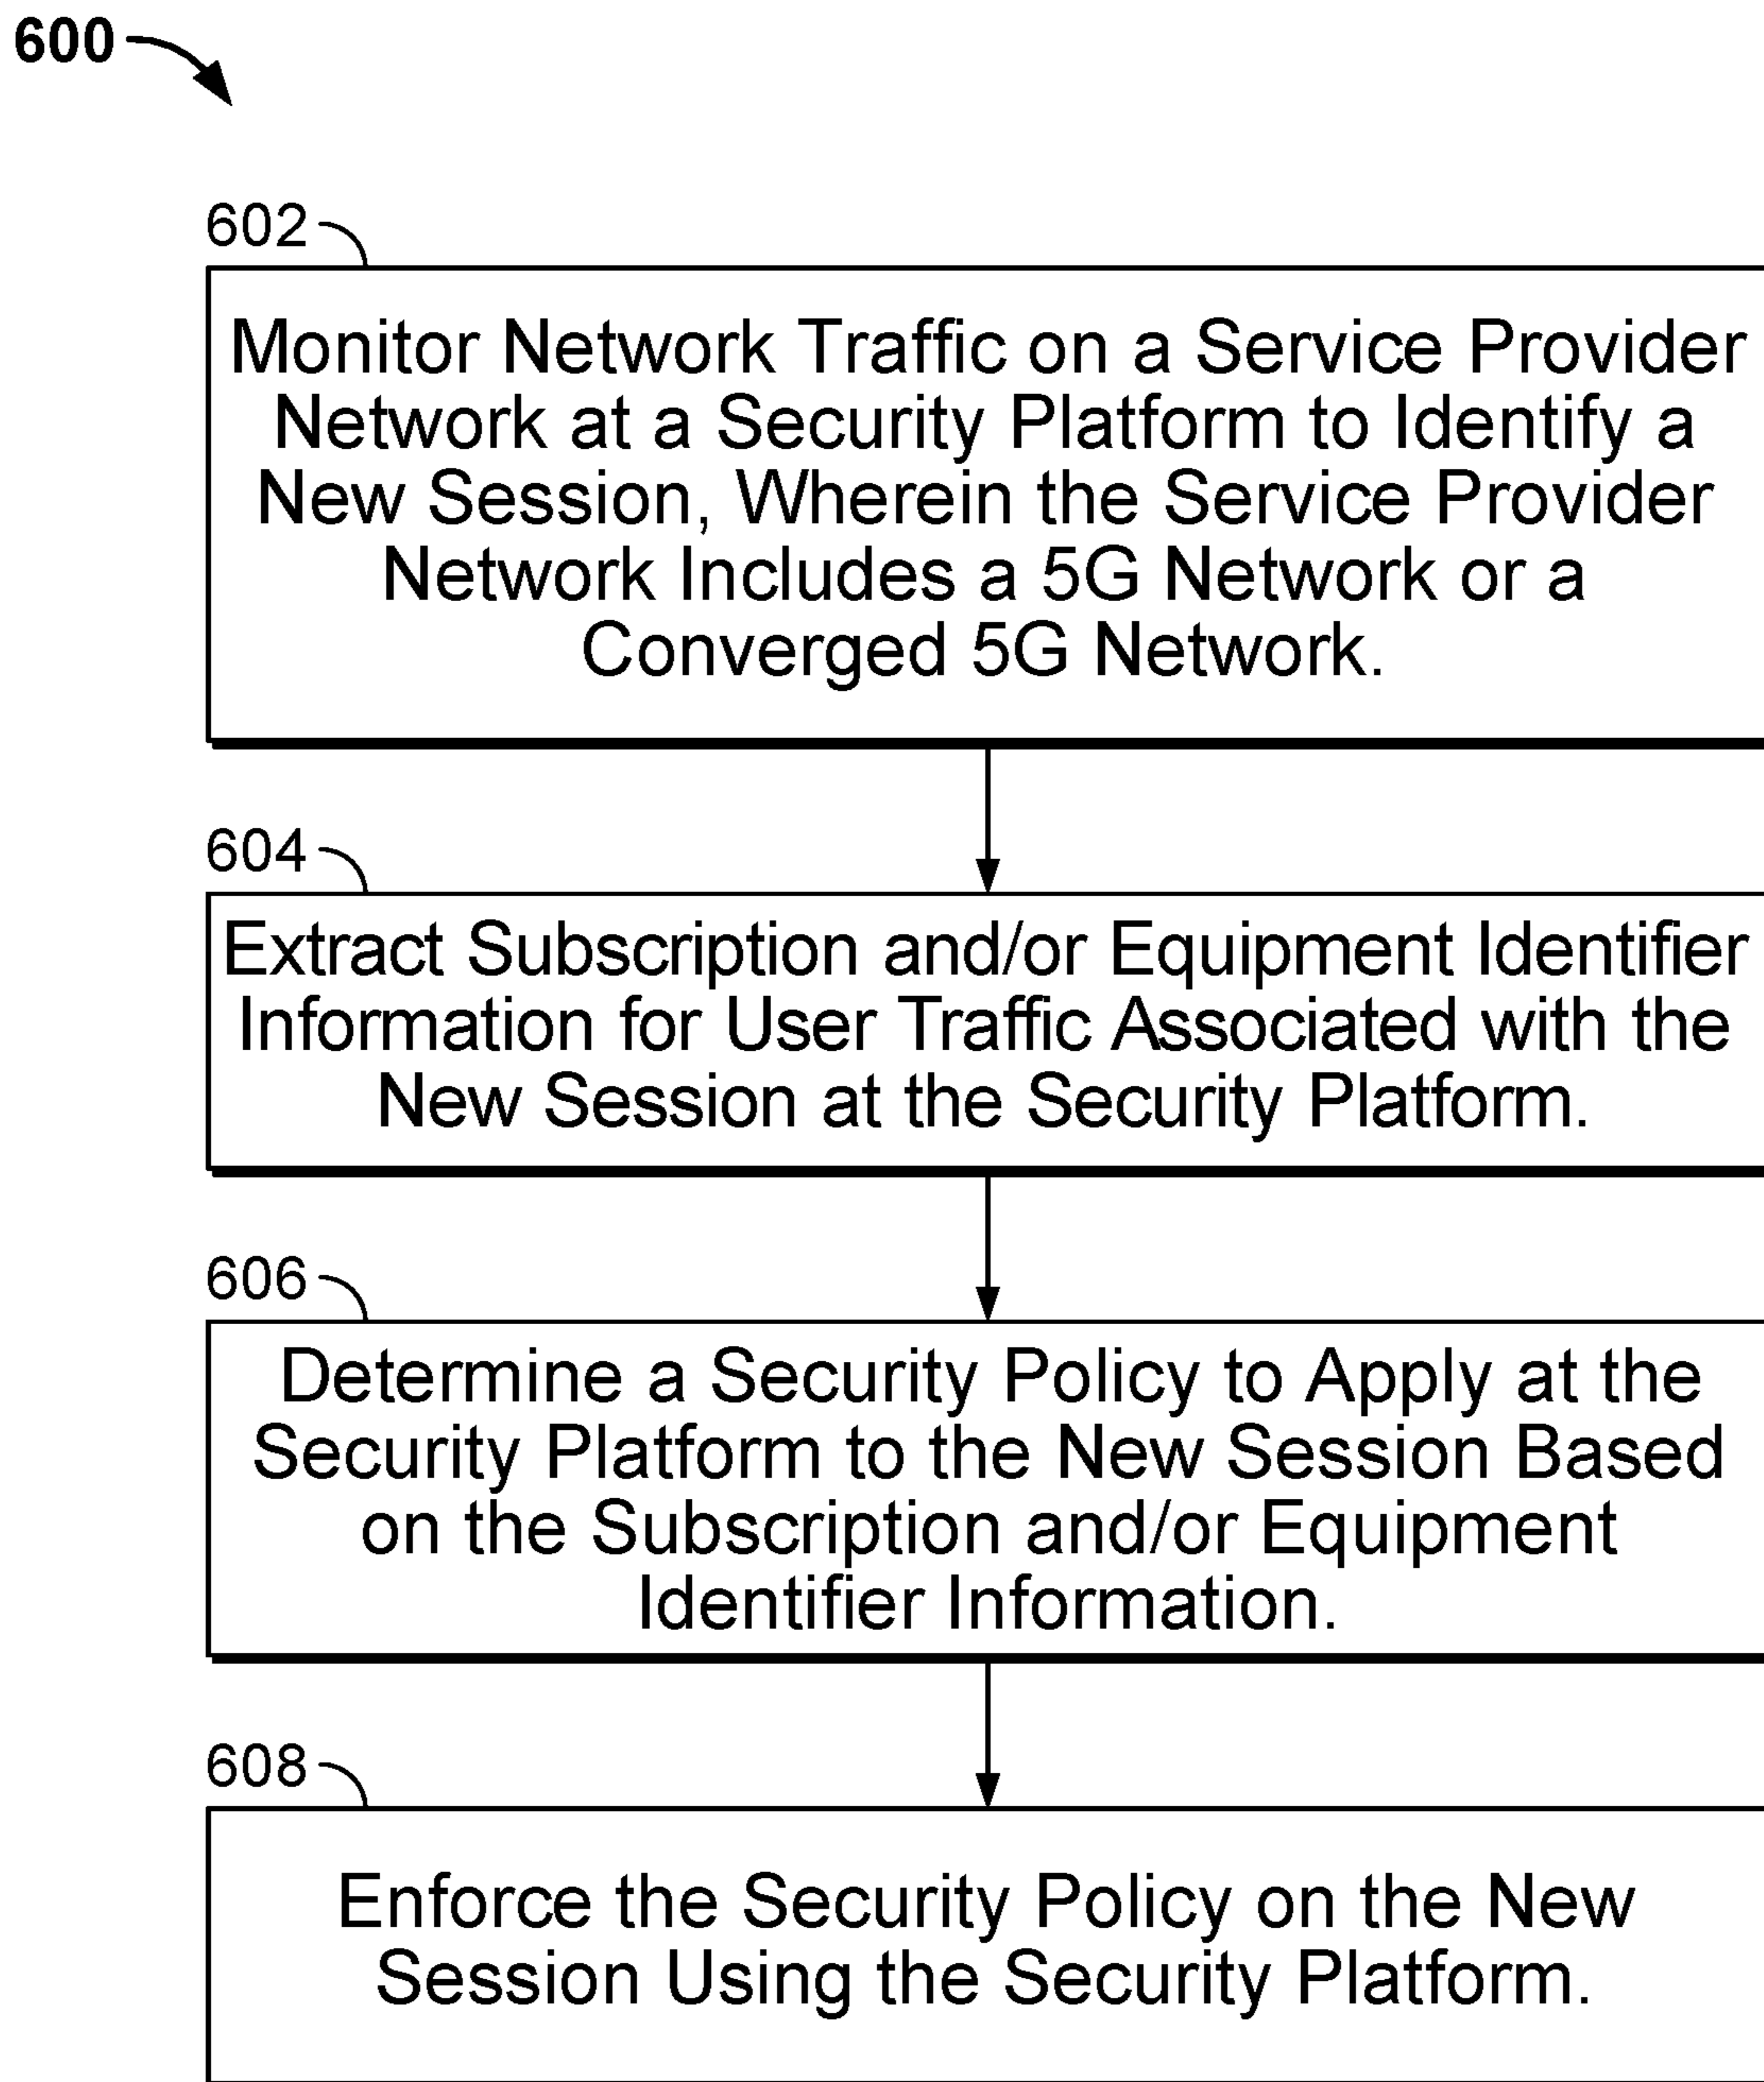 600
602
Monitor Network Traffic on a Service Provider
Network at a Security Platform to Identify a
New Session, Wherein the Service Provider
Network Includes a 5G Network or a
Converged 5G Network.
604
Extract Subscription and/or Equipment Identifier
Information for User Traffic Associated with the
New Session at the Security Platform.
606
Determine a Security Policy to Apply at the
Security Platform to the New Session Based
on the Subscription and/or Equipment
Identifier Information.
608
Enforce the Security Policy on the New
Session Using the Security Platform.